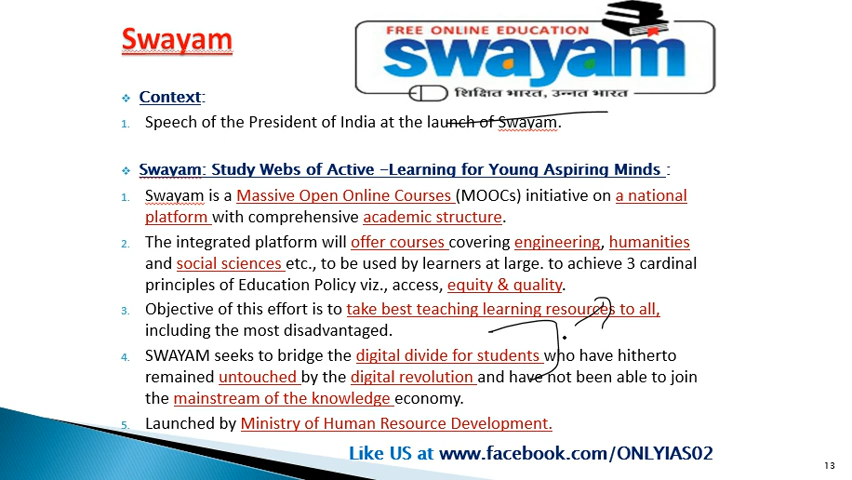 Swayam
FREE ONLINE EDUCATION
swayam
शिक्षित भारत, उन्नत भारत
Context:
1. Speech of the President of India at the launch of Swayam.
Swayam: Study Webs of Active –Learning for Young Aspiring Minds :
1. Swayam is a Massive Open Online Courses (MOOCs) initiative on a national
platform with comprehensive academic structure.
2. The integrated platform will offer courses covering engineering, humanities
and social sciences etc., to be used by learners at large. to achieve 3 cardinal
principles of Education Policy viz., access, equity & quality.
3. Objective of this effort is to take best teaching learning resources to all,
including the most disadvantaged.
4. SWAYAM seeks to bridge the digital divide for students who have hitherto
remained untouched by the digital revolution and have not been able to join
the mainstream of the knowledge economy.
5. Launched by Ministry of Human Resource Development.
Like US at www.facebook.com/ONLYIAS02
13